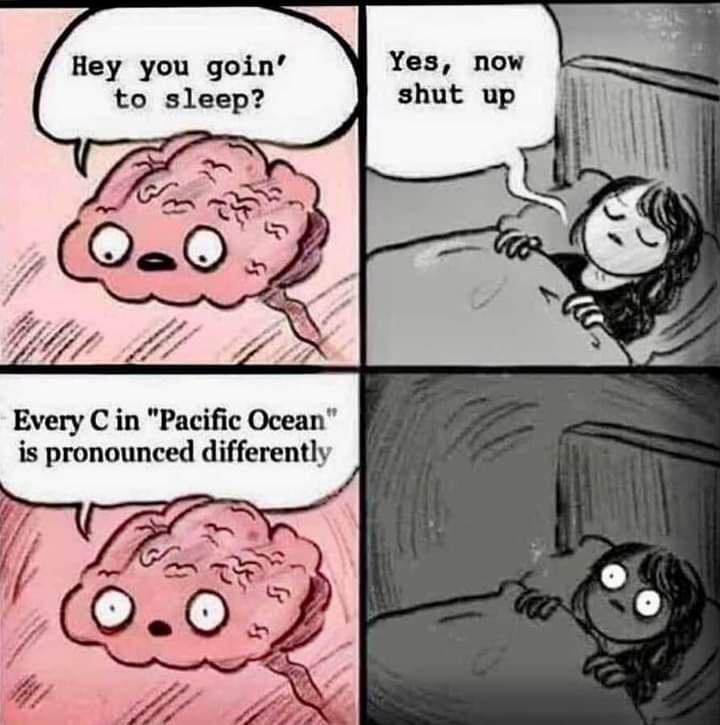 Hey you goin'
to sleep?
Yes, now
shut up
Every C in "Pacific Ocean"
is pronounced differently